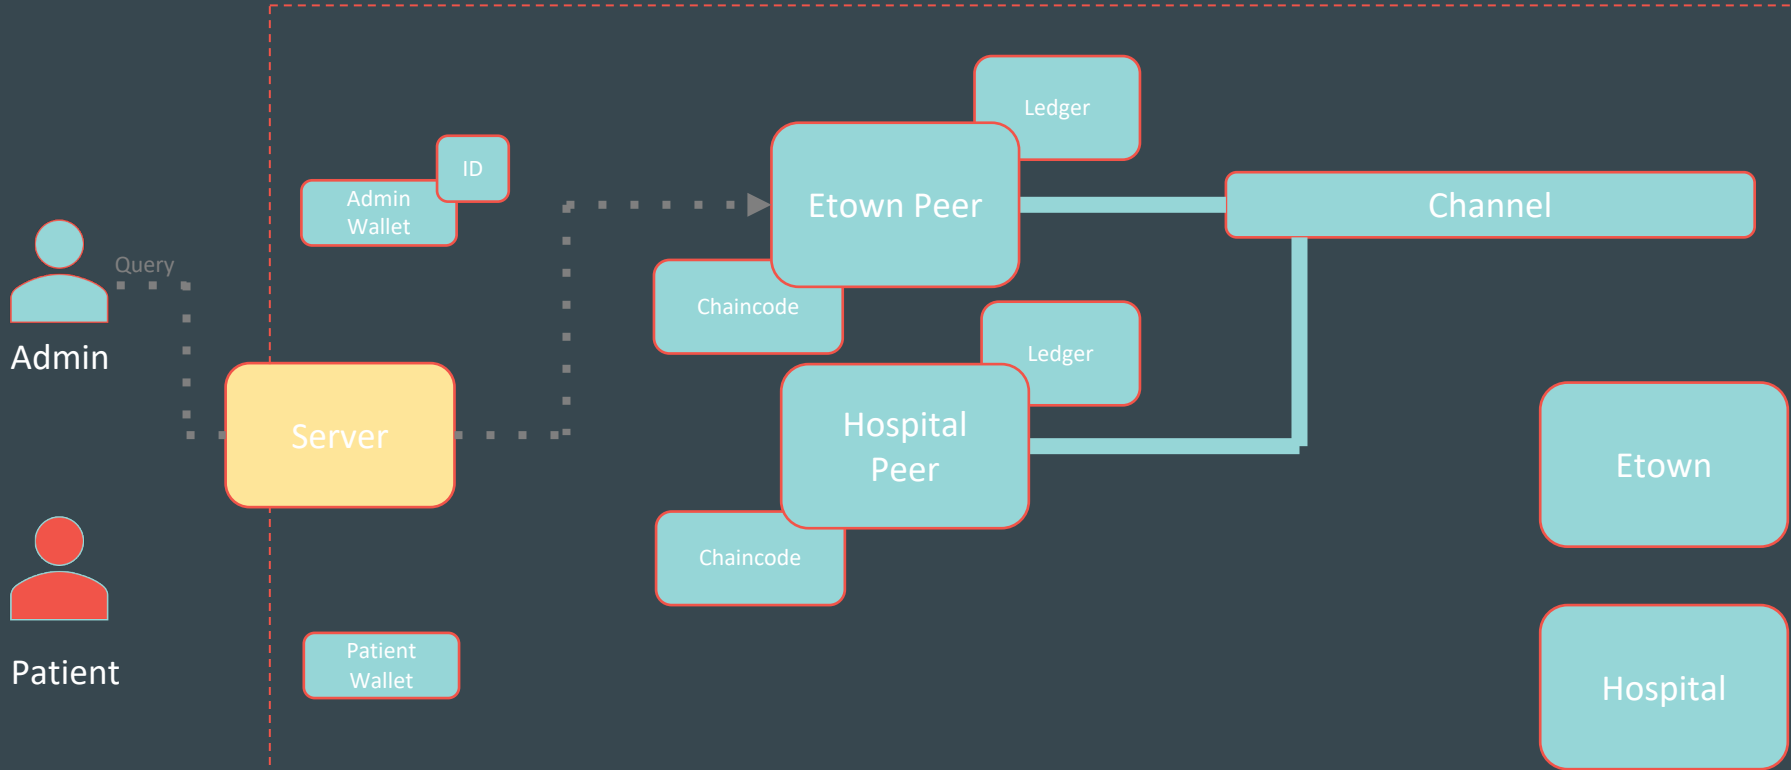 Ledger
ID
Admin
Wallet
Etown Peer
Channel
Query
Chaincode
Admin
Ledger
Server
Hospital
Peer
Etown
Chaincode
Patient
Wallet
Patient
Hospital